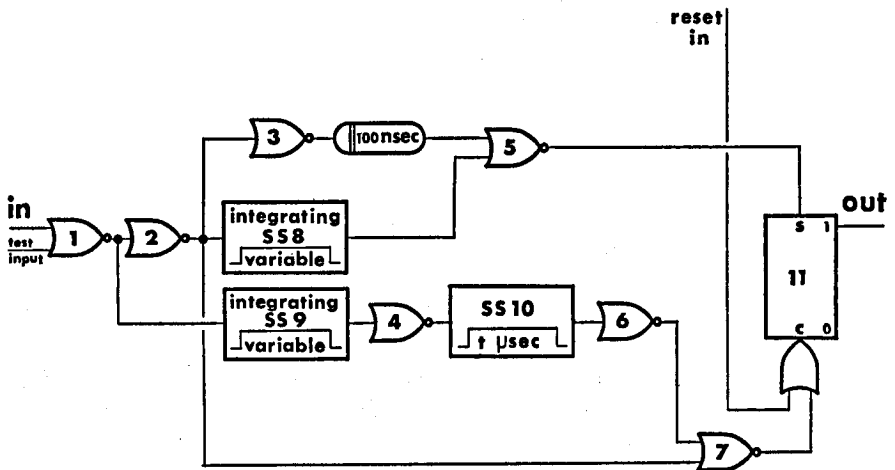 reset
in
3
100nsec
5
in
1
test
input
2
integrating
SS8
variable
S 1
out
11
C 0
integrating
SS9
variable
4
SS10
t µsec
6
7